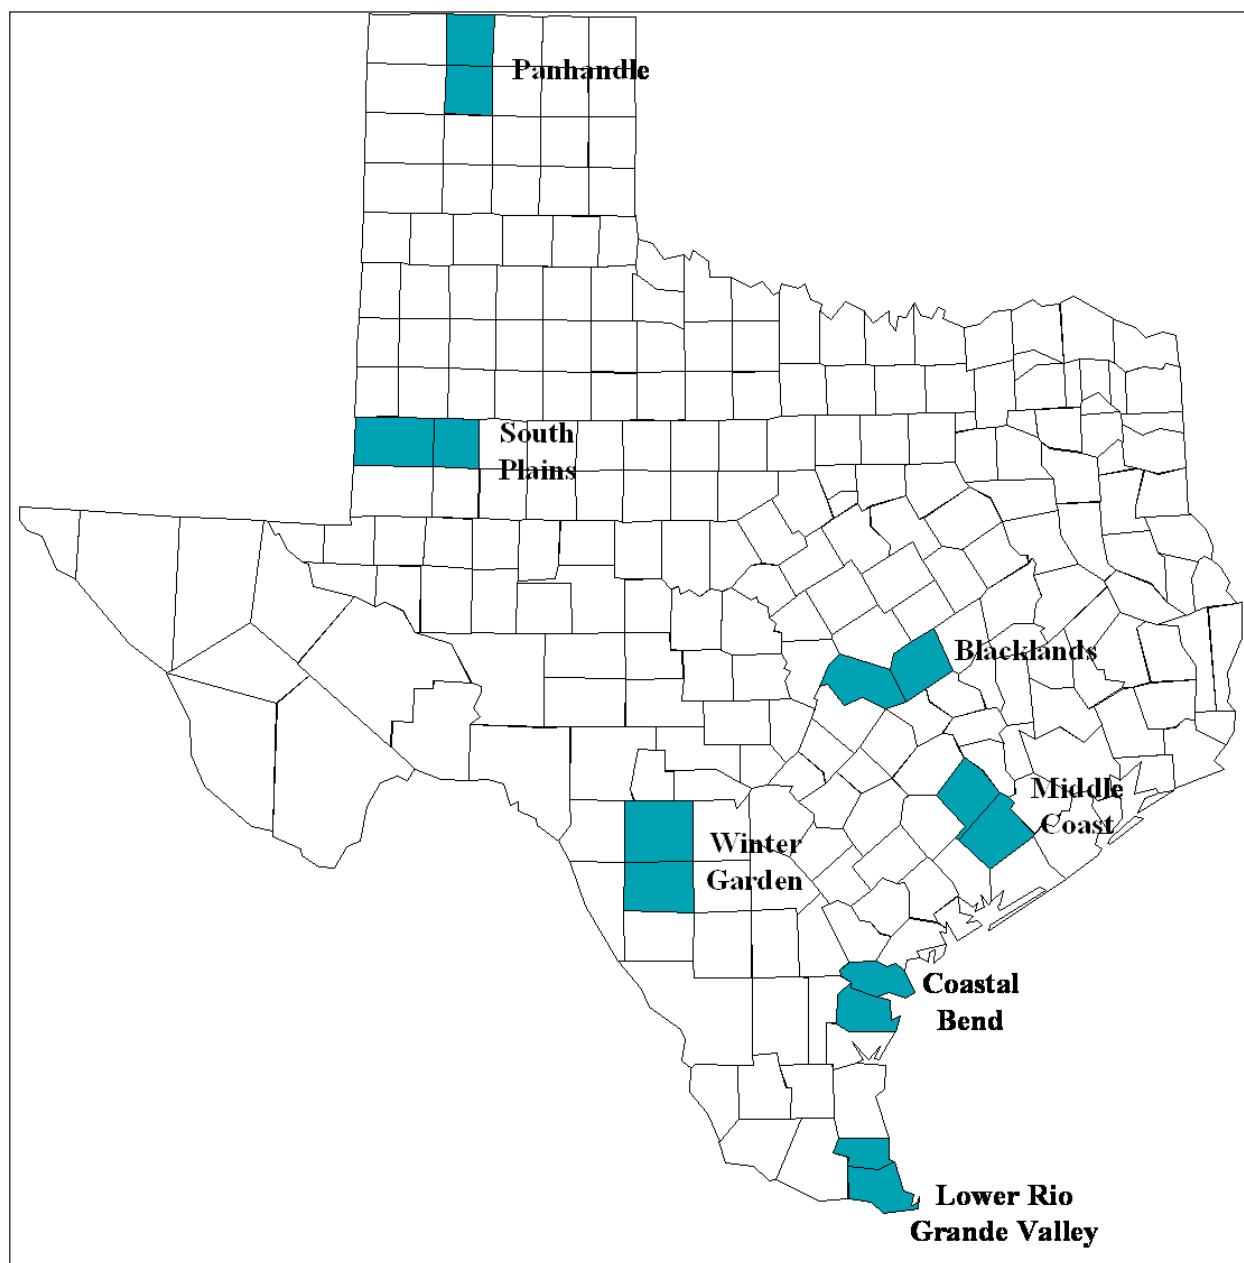 Panhandle
South
Plains
Blacklands
Middle
Coast
Winter
Garden
Coastal
Bend
Lower Rio
Grande Valley